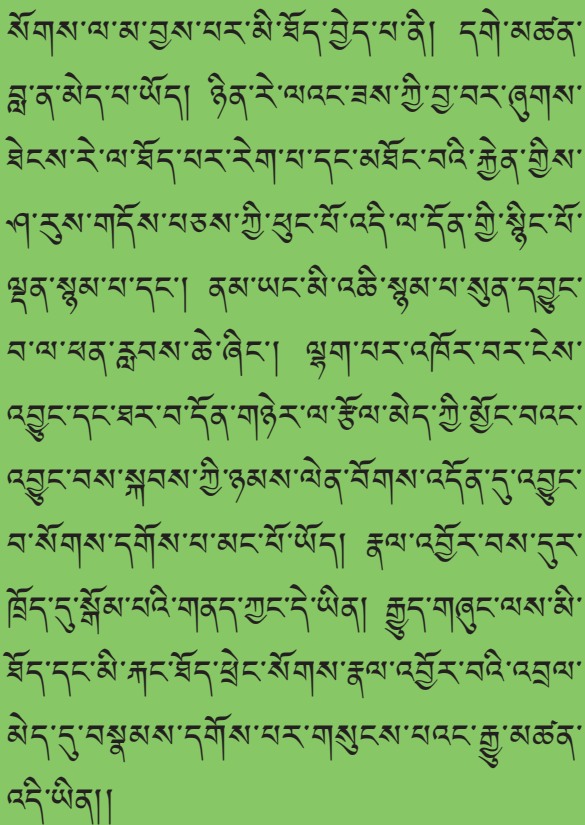 སོགས་ལ་མ་བྱས་པར་མི་ཐོད་བྱེད་པ་ནི། དགེ་མཚན་
བླ་ན་མེད་པ་ཡོད། ཉིན་རེ་ལའང་ཟས་ཀྱི་བྱ་བར་ཞུགས་
ཐེངས་རེ་ལ་ཐོད་པར་རེག་པ་དང་མཐོང་བའི་རྐྱེན་གྱིས་
ཤ་རུས་གདོས་བཅས་ཀྱི་ཕུང་པོ་འདི་ལ་དོན་གྱི་སྙིང་པོ་
ལྡན་སྙམ་པ་དང་། ནམ་ཡང་མི་འཆི་སྙམ་པ་སུན་དབྱུང་
བ་ལ་ཕན་རླབས་ཆེ་ཞིང་། ལྷག་པར་འཁོར་བར་ངེས་
འབྱུང་དང་ཐར་བ་དོན་གཉེར་ལ་རྩོལ་མེད་ཀྱི་མྱོང་བའང་
འབྱུང་བས་སྐབས་ཀྱི་ཉམས་ལེན་བོགས་འདོན་དུ་འབྱུང་
བ་སོགས་དགོས་པ་མང་པོ་ཡོད། རྣལ་འབྱོར་བས་དུར་
ཁྲོད་དུ་སྒོམ་པའི་གནད་ཀྱང་དེ་ཡིན། རྒྱུད་གཞུང་ལས་མི་
ཐོད་དང་མི་རྐང་ཐོད་ཕྲེང་སོགས་རྣལ་འབྱོར་བའི་འབྲལ་
མེད་དུ་བསྣམས་དགོས་པར་གསུངས་པའང་རྒྱུ་མཚན་
འདི་ཡིན།།